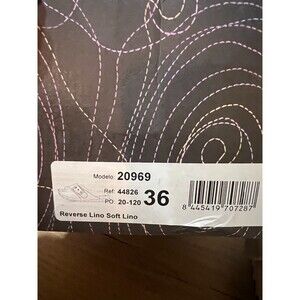 Modelo: 20969
Ref: 44826
PO. 20-120
36
Reverse Lino Soft Lino
8 445419 707287